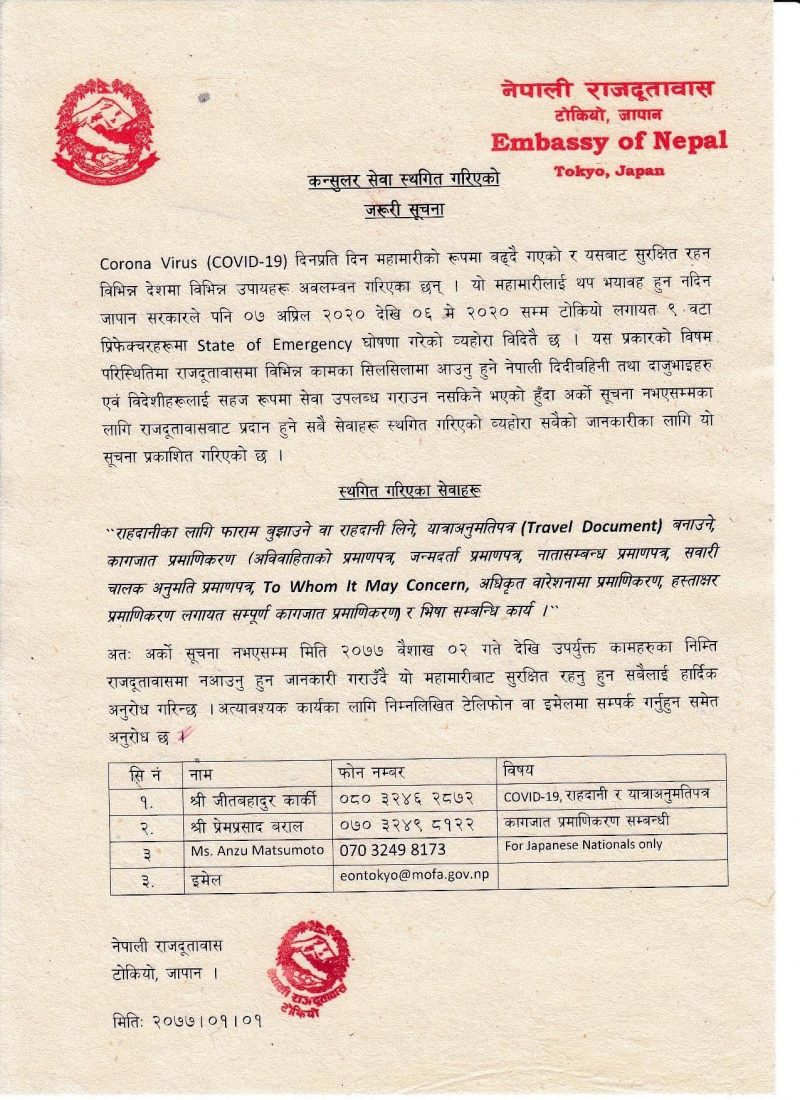 नेपाली राजदूतावास
टोकियो, जापान
Embassy of Nepal
Tokyo, Japan
कन्सुलर सेवा स्थगित गरिएको
जरूरी सूचना
Corona Virus (COVID-19) दिनप्रति दिन महामारीको रूपमा बढ्दै गएको र यसबाट सुरक्षित रहन
विभिन्न देशमा विभिन्न उपायहरू अवलम्वन गरिएका छन् । यो महामारीलाई थप भयावह हुन नदिन
जापान सरकारले पनि ०७ अप्रिल २०२० देखि ०६ मे २०२० सम्म टोकियो लगायत ९ वटा
प्रिफेक्चरहरूमा State of Emergency घोषणा गरेको व्यहोरा विदितै छ । यस प्रकारको विषम
परिस्थितिमा राजदूतावासमा विभिन्न कामका सिलसिलामा आउनु हुने नेपाली दिदीबहिनी तथा दाजुभाइहरु
एवं विदेशीहरूलाई सहज रूपमा सेवा उपलब्ध गराउन नसकिने भएको हुँदा अर्को सूचना नभएसम्मका
लागि राजदूतावासबाट प्रदान हुने सबै सेवाहरू स्थगित गरिएको व्यहोरा सबैको जानकारीका लागि यो
सूचना प्रकाशित गरिएको छ ।
स्थगित गरिएका सेवाहरू
``राहदानीका लागि फाराम बुझाउने वा राहदानी लिने, यात्राअनुमतिपत्र (Travel Document) बनाउने,
कागजात प्रमाणिकरण (अविवाहिताको प्रमाणपत्र, जन्मदर्ता प्रमाणपत्र, नातासम्बन्ध प्रमाणपत्र, सवारी
चालक अनुमति प्रमाणपत्र, To Whom It May Concern, अधिकृत वारेशनामा प्रमाणिकरण, हस्ताक्षर
प्रमाणिकरण लगायत सम्पूर्ण कागजात प्रमाणिकरण) र भिषा सम्बन्धि कार्य ।``
अतः अर्को सूचना नभएसम्म मिति २०७७ वैशाख ०२ गते देखि उपर्युक्त कामहरुका निम्ति
राजदूतावासमा नआउनु हुन जानकारी गराउँदै यो महामारीबाट सुरक्षित रहनु हुन सबैलाई हार्दिक
अनुरोध गरिन्छ । अत्यावश्यक कार्यका लागि निम्नलिखित टेलिफोन वा इमेलमा सम्पर्क गर्नुहुन समेत
अनुरोध छ ।
सि नं नाम फोन नम्बर विषय
१. श्री जीतबहादुर कार्की ०८० ३२४६ २८७२ COVID-19, राहदानी र यात्राअनुमतिपत्र
२. श्री प्रेमप्रसाद बराल ०७० ३२४९ ८१२२ कागजात प्रमाणिकरण सम्बन्धी
३ Ms. Anzu Matsumoto 070 3249 8173 For Japanese Nationals only
३. इमेल eontokyo@mofa.gov.np
नेपाली राजदूतावास
टोकियो, जापान ।
नेपाली राजदूतावास
टोकियो
मितिः २०७७।०१।०१